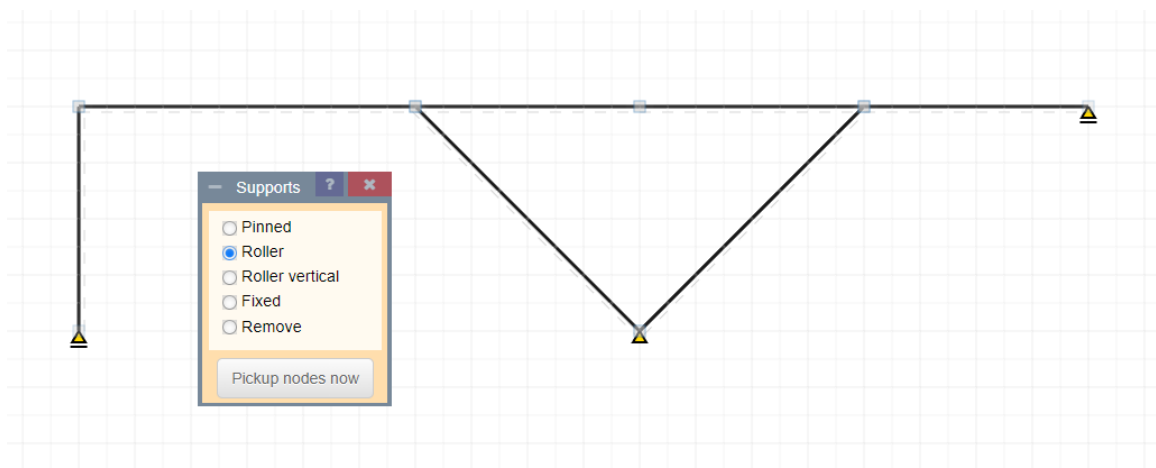 Supports ?
Pinned
Roller
Roller vertical
Fixed
Remove
Pickup nodes now